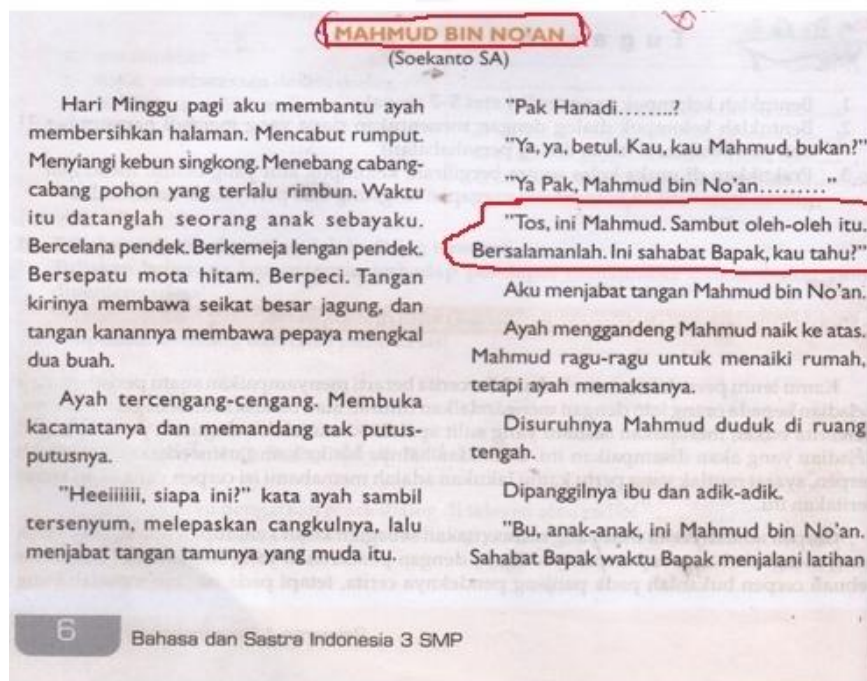 MAHMUD BIN NO'AN
(Soekanto SA)
Hari Minggu pagi aku membantu ayah
membersihkan halaman. Mencabut rumput.
Menyiangi kebun singkong. Menebang cabang-
cabang pohon yang terlalu rimbun. Waktu
itu datanglah seorang anak sebayaku.
Bercelana pendek. Berkemeja lengan pendek.
Bersepatu mota hitam. Berpeci. Tangan
kirinya membawa seikat besar jagung, dan
tangan kanannya membawa pepaya mengkal
dua buah.
Ayah tercengang-cengang. Membuka
kacamatanya dan memandang tak putus-
putusnya.
"Heeiiiiii, siapa ini?" kata ayah sambil
tersenyum, melepaskan cangkulnya, lalu
menjabat tangan tamunya yang muda itu.
"Pak Hanadi........?
"Ya, ya, betul. Kau, kau Mahmud, bukan?"
"Ya Pak, Mahmud bin No'an.........."
"Tos, ini Mahmud. Sambut oleh-oleh itu.
Bersalamanlah. Ini sahabat Bapak, kau tahu?"
Aku menjabat tangan Mahmud bin No'an.
Ayah menggandeng Mahmud naik ke atas.
Mahmud ragu-ragu untuk menaiki rumah,
tetapi ayah memaksanya.
Disuruhnya Mahmud duduk di ruang
tengah.
Dipanggilnya ibu dan adik-adik.
"Bu, anak-anak, ini Mahmud bin No'an.
Sahabat Bapak waktu Bapak menjalani latihan
6
Bahasa dan Sastra Indonesia 3 SMP